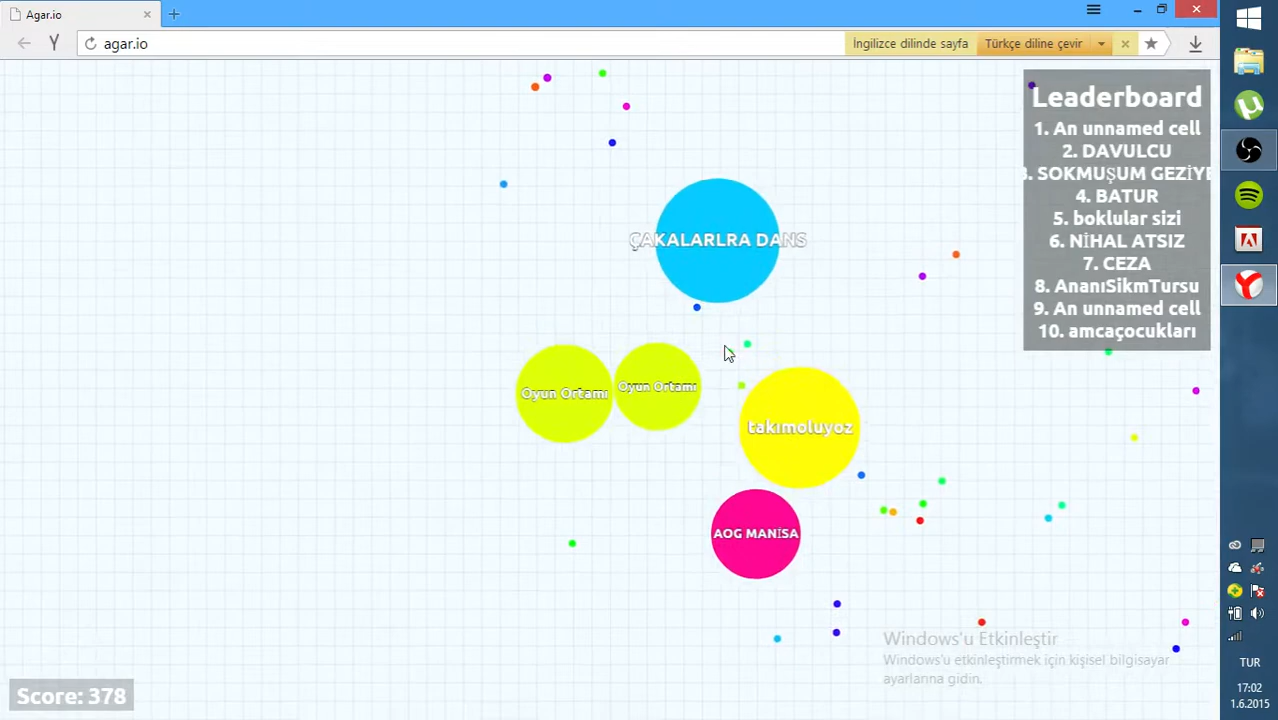 Agar.io
agar.io
İngilizce dilinde sayfa
Türkçe diline çevir
Leaderboard
1. An unnamed cell
2. DAVULCU
3. SOKMUŞUM GEZİYE
4. BATUR
5. boklular sizi
6. NİHAL ATSIZ
7. CEZA
8. AnanıSikmTursu
9. An unnamed cell
10. amcaçocukları
ÇAKALARLRA DANS
Oyun Ortamı
Oyun Ortamı
takımoluyoz
AOG MANİSA
Windows'u Etkinleştir
Windows'u etkinleştirmek için kişisel bilgisayar
ayarlarına gidin.
Score: 378
TUR
17:02
1.6.2015